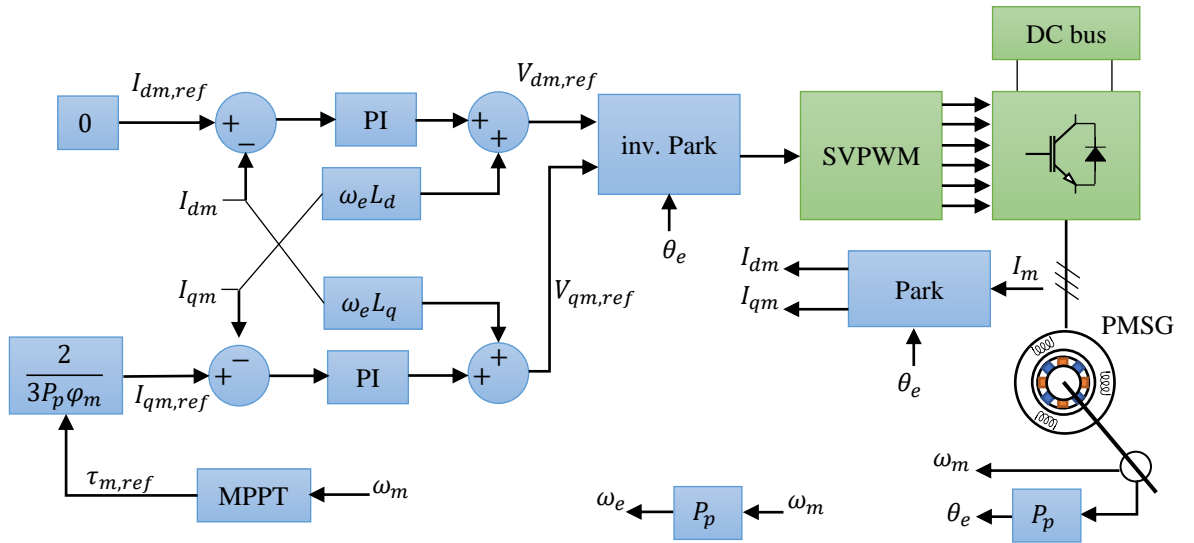 DC bus
I_{dm,ref}
V_{dm,ref}
0
+
−
PI
+
+
inv. Park
SVPWM
I_{dm}
ω_e L_d
θ_e
I_{qm}
ω_e L_q
V_{qm,ref}
I_{dm}
I_{qm}
Park
I_m
PMSG
θ_e
2
3P_pφ_m
I_{qm,ref}
+
−
PI
+
+
τ_{m,ref}
MPPT
ω_m
ω_e
P_p
ω_m
ω_m
θ_e
P_p